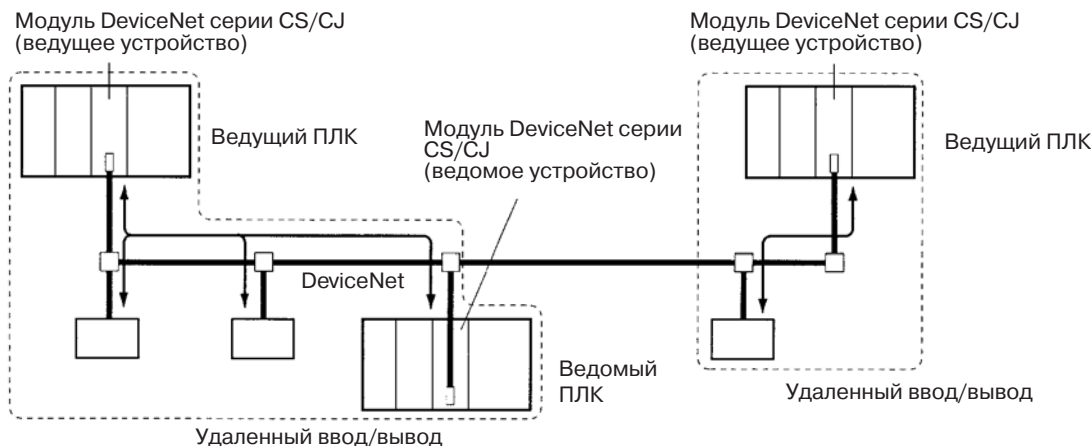 Модуль DeviceNet серии CS/CJ
(ведущее устройство)
Модуль DeviceNet серии CS/CJ
(ведущее устройство)
Ведущий ПЛК
Модуль DeviceNet серии
CS/CJ
(ведомое устройство)
Ведущий ПЛК
DeviceNet
Ведомый
ПЛК
Удаленный ввод/вывод
Удаленный ввод/вывод